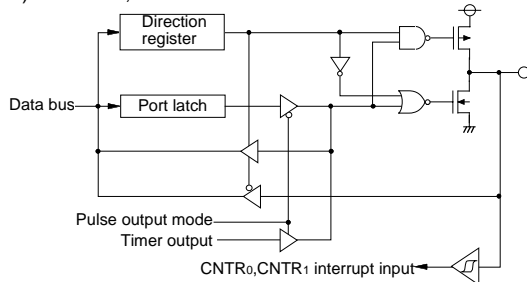 Direction
register
Data bus
Port latch
Pulse output mode
Timer output
CNTR0,CNTR1 interrupt input